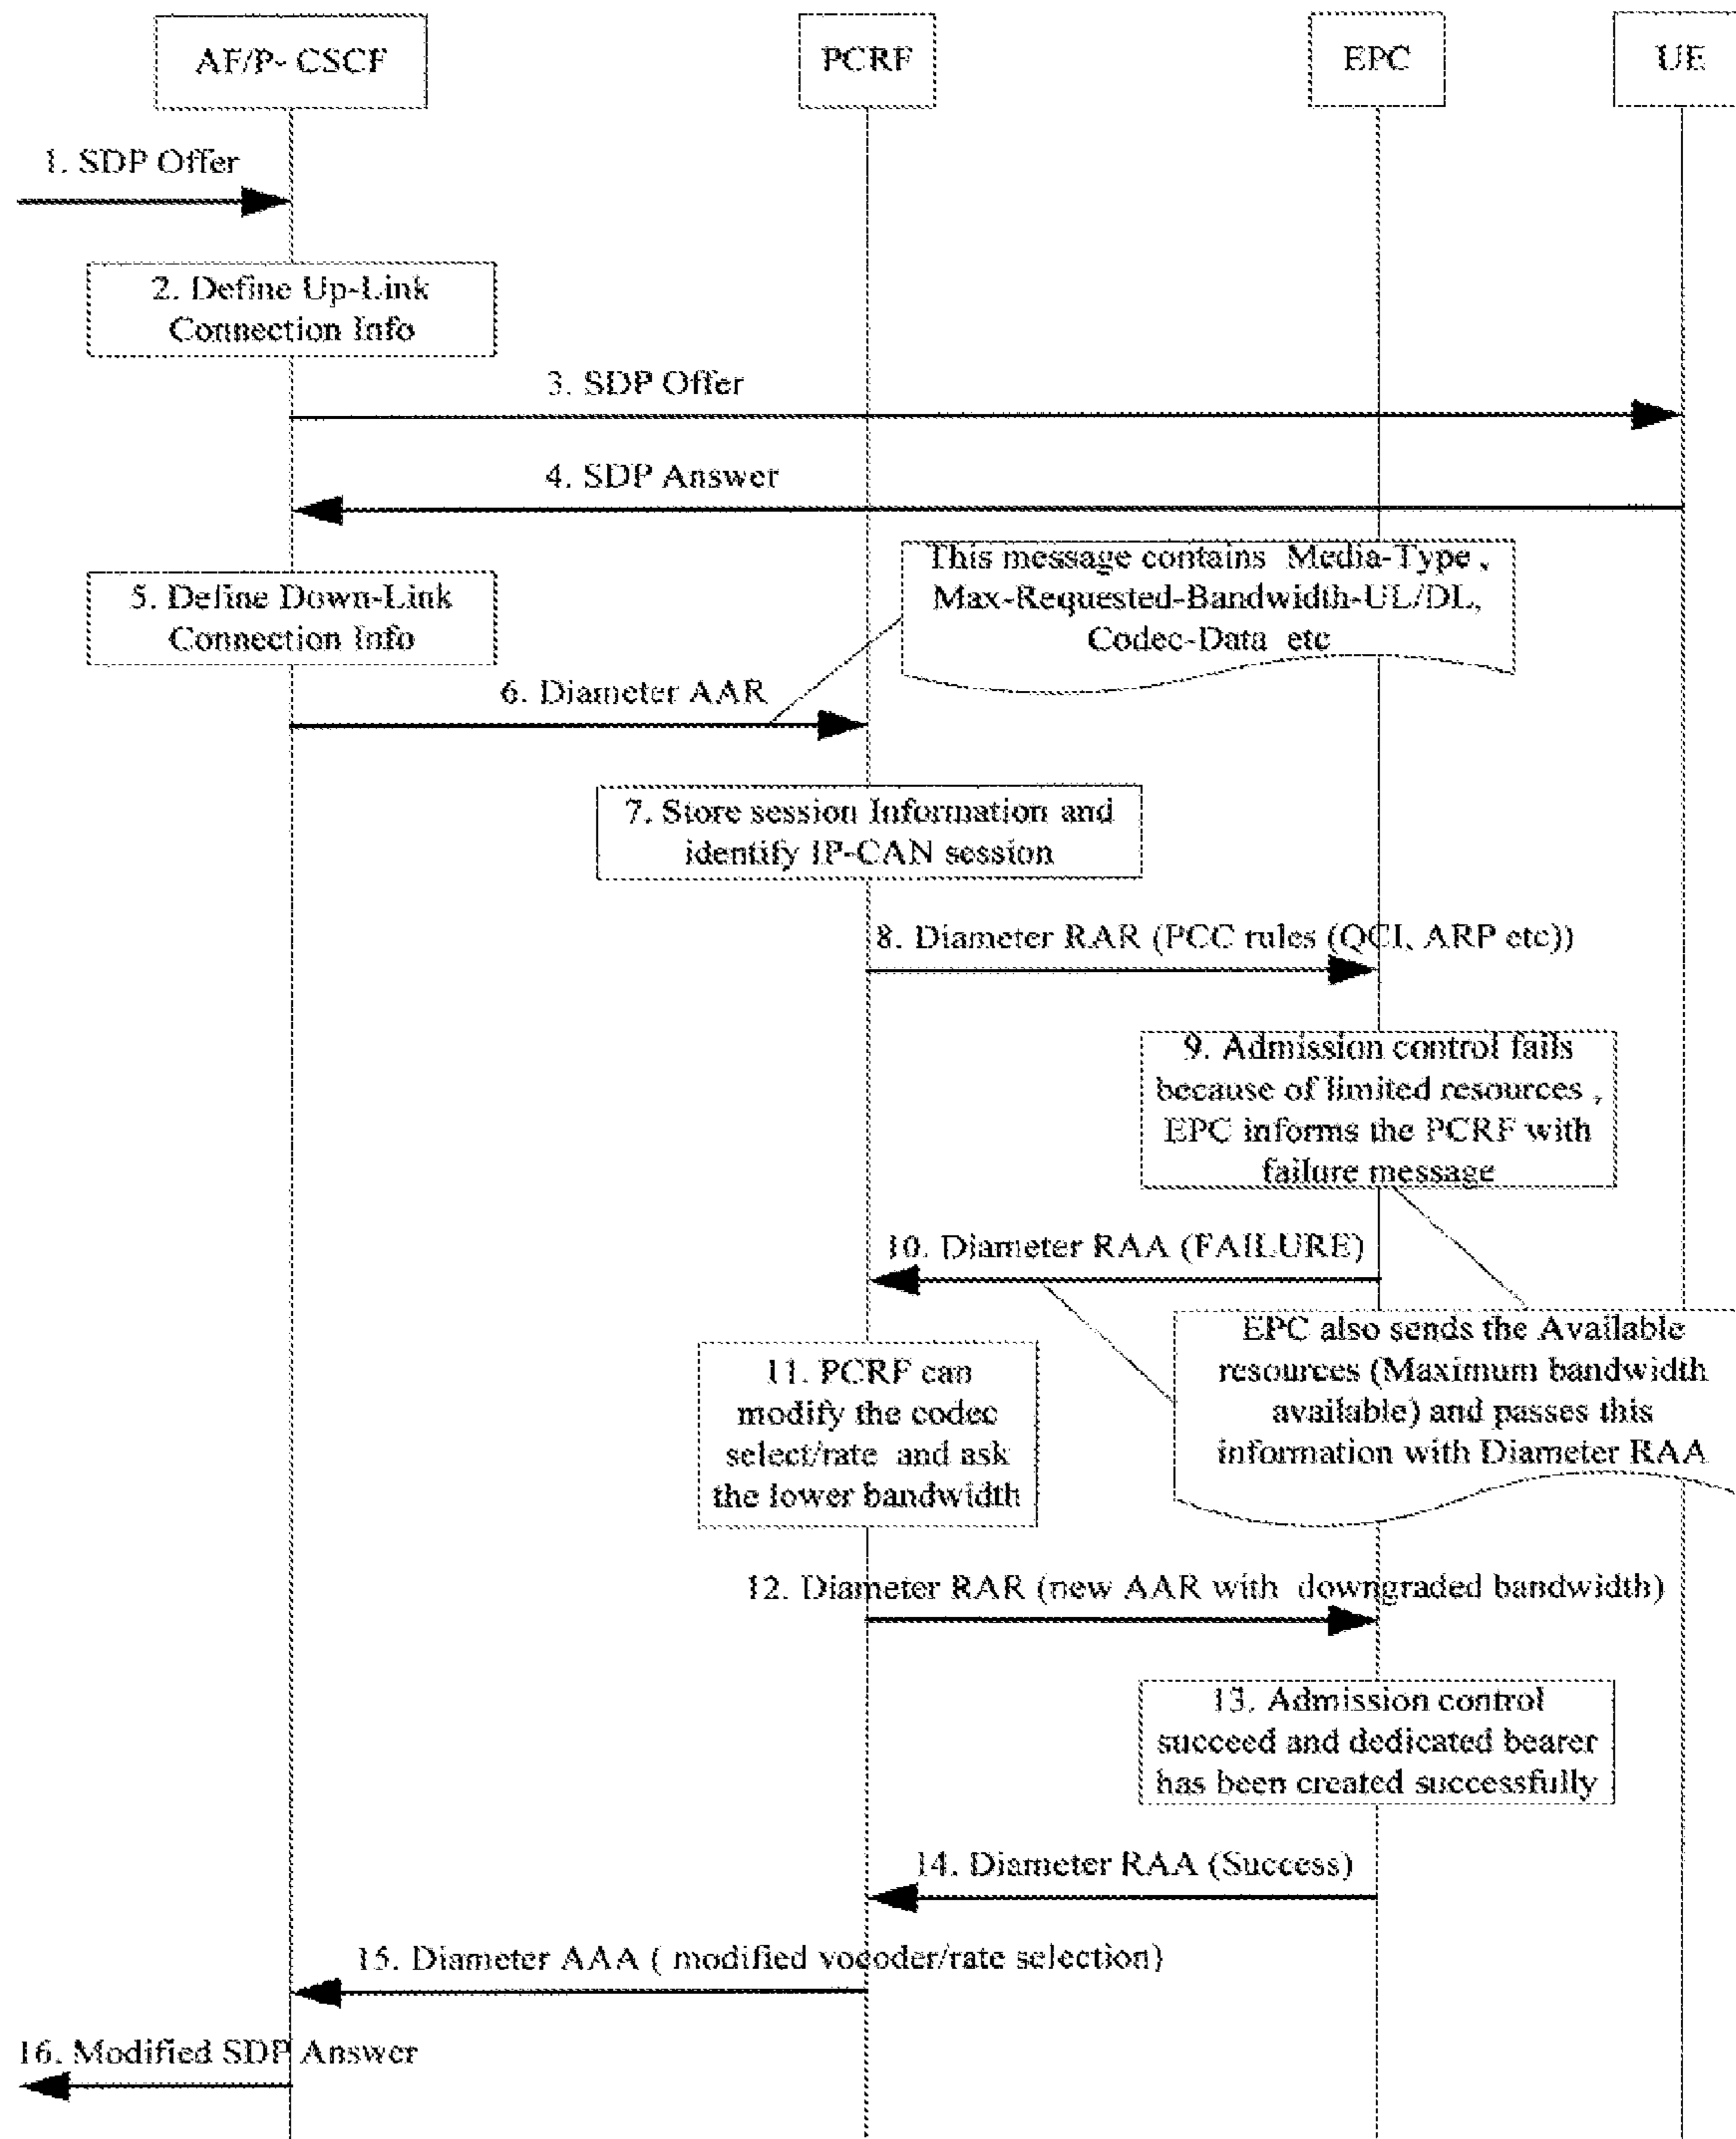 AF/P- CSCF
PCRF
EPC
UE
1. SDP Offer
2. Define Up-Link
Connection Info
3. SDP Offer
4. SDP Answer
This message contains Media-Type ,
Max-Requested-Bandwidth-UL/DL,
Codec-Data etc
5. Define Down-Link
Connection Info
6. Diameter AAR
7. Store session Information and
identify IP-CAN session
8. Diameter RAR (PCC rules (QCI、ARP etc))
9. Admission control fails
because of limited resources ,
EPC informs the PCRF with
failure message
10. Diameter RAA (FAILURE)
EPC also sends the Available
resources (Maximum bandwidth
available) and passes this
information with Diameter RAA
11. PCRF can
modify the codec
select/rate and ask
the lower bandwidth
12. Diameter RAR (new AAR with downgraded bandwidth)
13. Admission control
succeed and dedicated bearer
has been created successfully
14. Diameter RAA (Success)
15. Diameter AAA ( modified vocoder/rate selection)
16. Modified SDP Answer